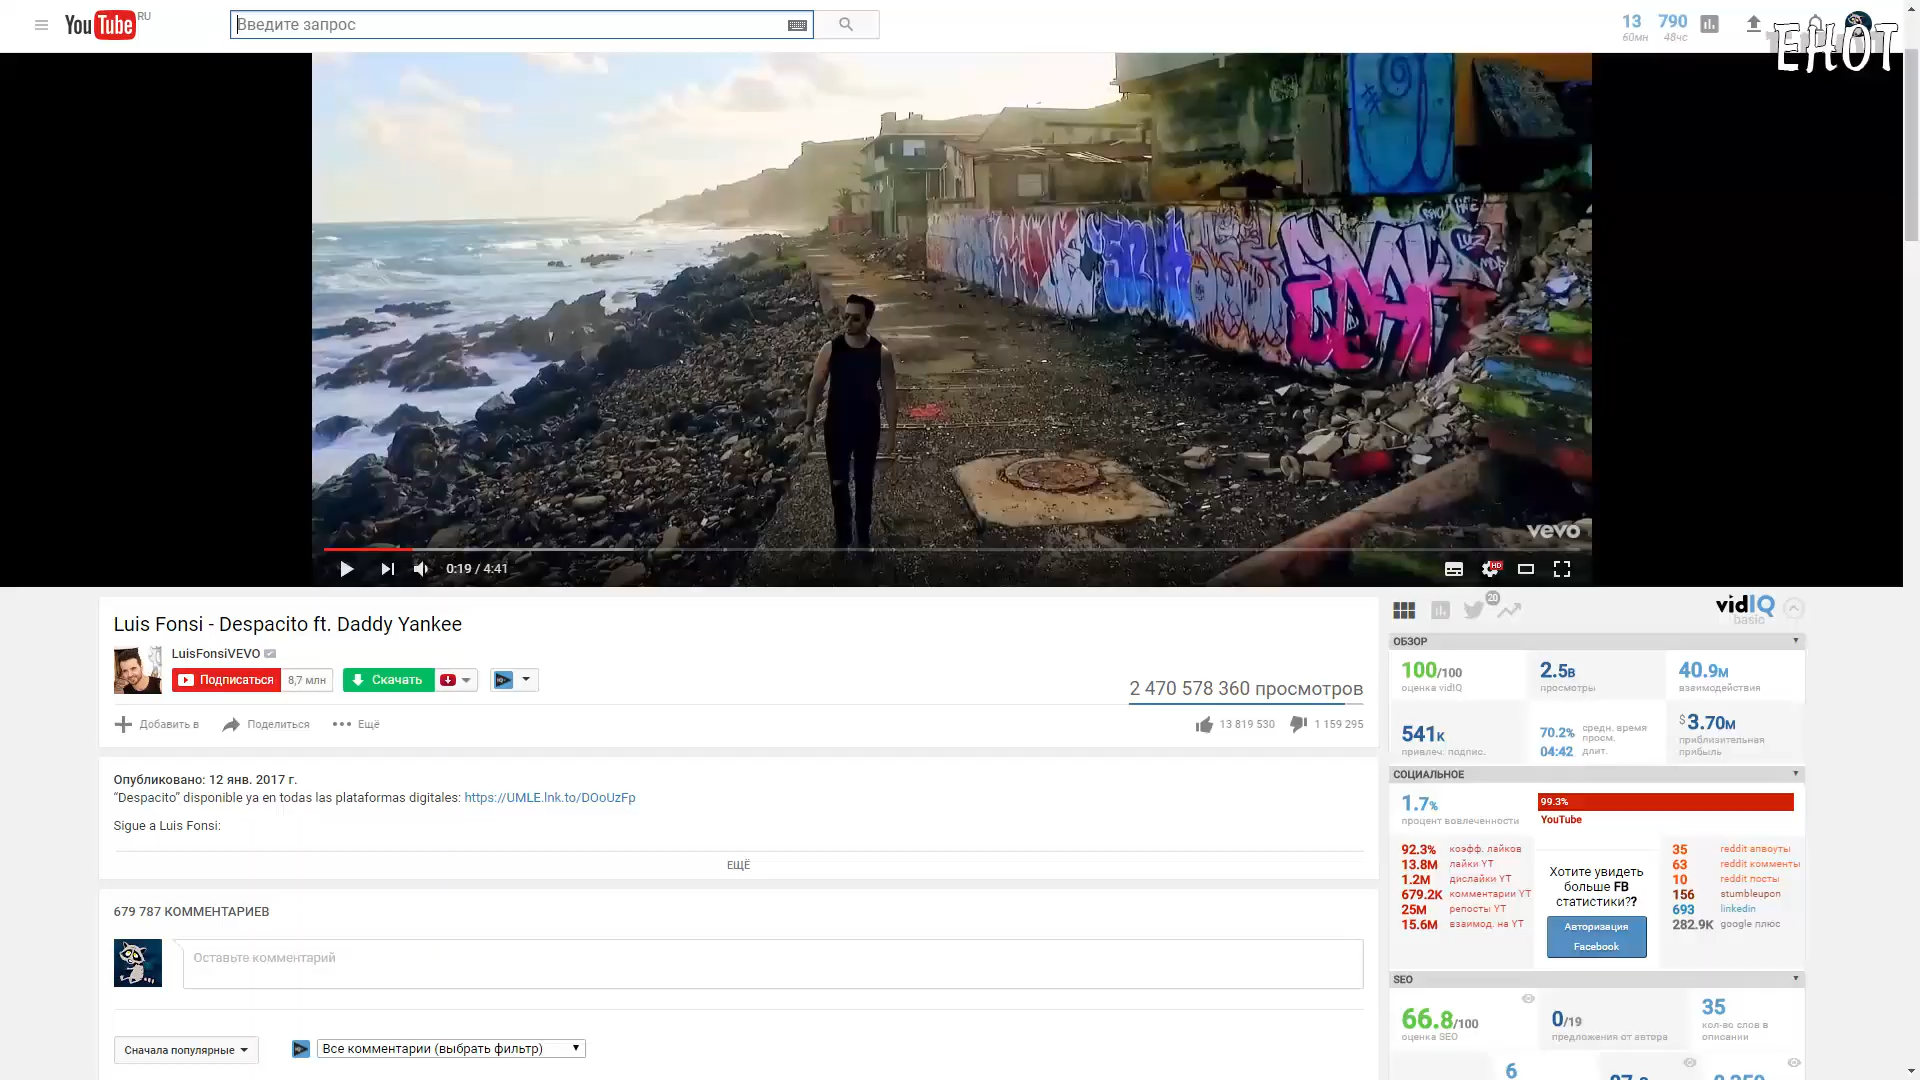 YouTube RU
Введите запрос
13 790
60мн 48чс
ЕНОТ
vevo
0:19 / 4:41
HD
Luis Fonsi - Despacito ft. Daddy Yankee
LuisFonsiVEVO
Подписаться 8,7 млн Скачать
2 470 578 360 просмотров
Добавить в Поделиться Ещё
13 819 530 1 159 295
Опубликовано: 12 янв. 2017 г.
“Despacito” disponible ya en todas las plataformas digitales: https://UMLE.lnk.to/DOoUzFp
Sigue a Luis Fonsi:
ЕЩЁ
679 787 КОММЕНТАРИЕВ
Оставьте комментарий
Сначала популярные
Все комментарии (выбрать фильтр)
20
vidIQ
basic
ОБЗОР
100/100 2.5B 40.9M
оценка vidIQ просмотры взаимодействия
541K
привлеч. подпис.
70.2% средн. время просм.
04:42 длит.
$3.70M
приблизительная
прибыль
СОЦИАЛЬНОЕ
1.7%
процент вовлеченности
99.3%
YouTube
92.3% коэфф. лайков
13.8M лайки YT
1.2M дислайки YT
679.2K комментарии YT
25M репосты YT
15.6M взаимод. на YT
Хотите увидеть
больше FB
статистики??
Авторизация
Facebook
35 reddit апвоуты
63 reddit комменты
10 reddit посты
156 stumbleupon
693 linkedin
282.9K google плюс
SEO
66.8/100
оценка SEO
0/19
предложения от автора
35
кол-во слов в
описании
6